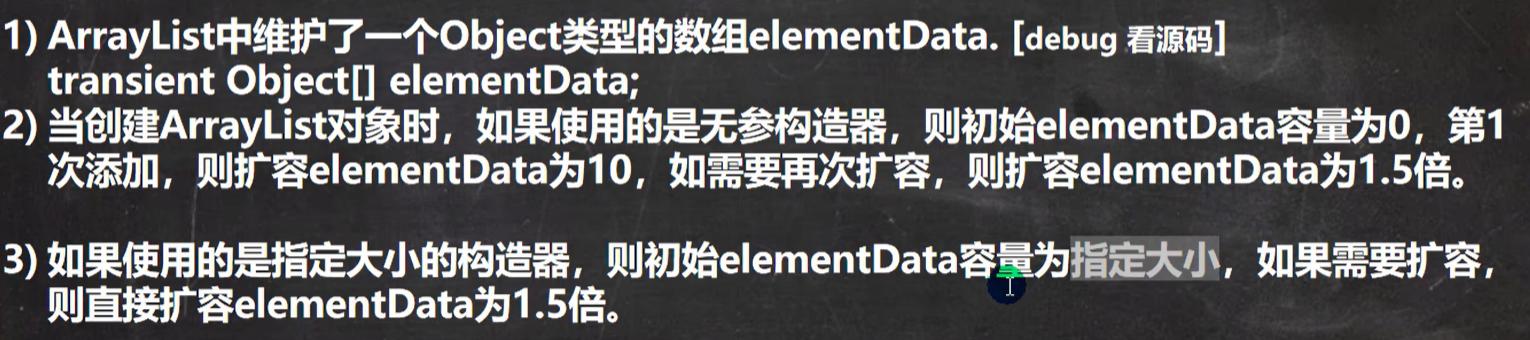 1) ArrayList中维护了一个Object类型的数组elementData. [debug 看源码]
transient Object[] elementData;
2) 当创建ArrayList对象时，如果使用的是无参构造器，则初始elementData容量为0，第1
次添加，则扩容elementData为10，如需要再次扩容，则扩容elementData为1.5倍。
3) 如果使用的是指定大小的构造器，则初始elementData容量为指定大小，如果需要扩容，
则直接扩容elementData为1.5倍。